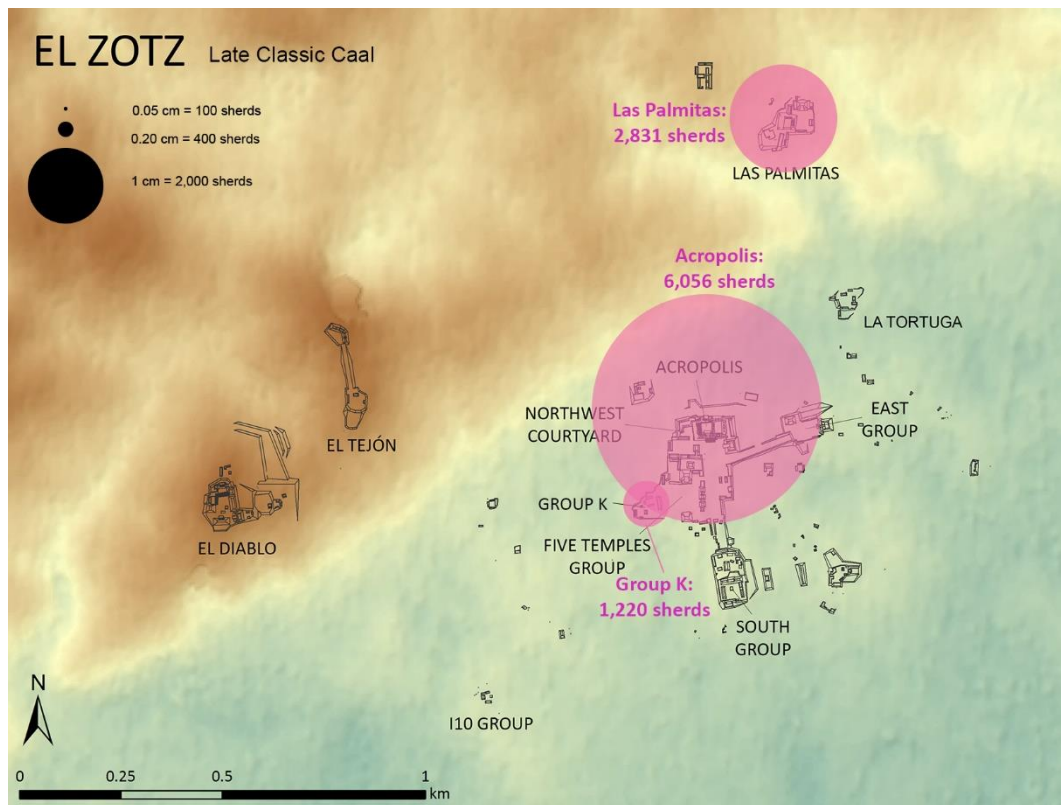 EL ZOTZ Late Classic Caal
0.05 cm = 100 sherds
0.20 cm = 400 sherds
1 cm = 2,000 sherds
Las Palmitas:
2,831 sherds
LAS PALMITAS
Acropolis:
6,056 sherds
LA TORTUGA
ACROPOLIS
NORTHWEST
COURTYARD
EAST
GROUP
EL TEJÓN
GROUP K
EL DIABLO
FIVE TEMPLES
GROUP
Group K:
1,220 sherds
SOUTH
GROUP
N
I10 GROUP
0 0.25 0.5 1
km